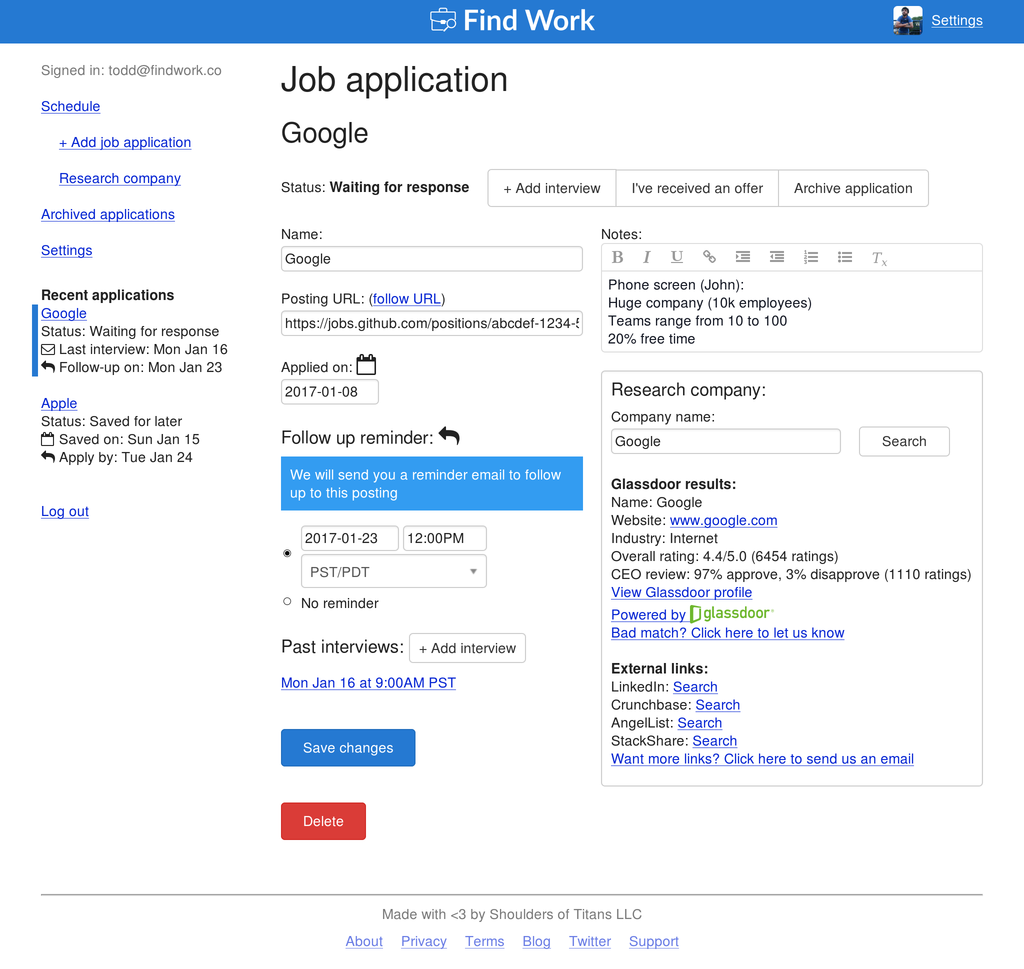 Find Work
Settings
Signed in: todd@findwork.co
Schedule
+ Add job application
Research company
Archived applications
Settings
Recent applications
Google
Status: Waiting for response
Last interview: Mon Jan 16
Follow-up on: Mon Jan 23
Apple
Status: Saved for later
Saved on: Sun Jan 15
Apply by: Tue Jan 24
Log out
Job application
Google
Status: Waiting for response
+ Add interview
I've received an offer
Archive application
Name:
Google
Posting URL: (follow URL)
https://jobs.github.com/positions/abcdef-1234-5
Applied on:
2017-01-08
Follow up reminder:
We will send you a reminder email to follow
up to this posting
2017-01-23
12:00PM
PST/PDT
No reminder
Past interviews:
+ Add interview
Mon Jan 16 at 9:00AM PST
Save changes
Delete
Notes:
B I U Tx
Phone screen (John):
Huge company (10k employees)
Teams range from 10 to 100
20% free time
Research company:
Company name:
Google
Search
Glassdoor results:
Name: Google
Website: www.google.com
Industry: Internet
Overall rating: 4.4/5.0 (6454 ratings)
CEO review: 97% approve, 3% disapprove (1110 ratings)
View Glassdoor profile
Powered by glassdoor
Bad match? Click here to let us know
External links:
LinkedIn: Search
Crunchbase: Search
AngelList: Search
StackShare: Search
Want more links? Click here to send us an email
Made with <3 by Shoulders of Titans LLC
About Privacy Terms Blog Twitter Support